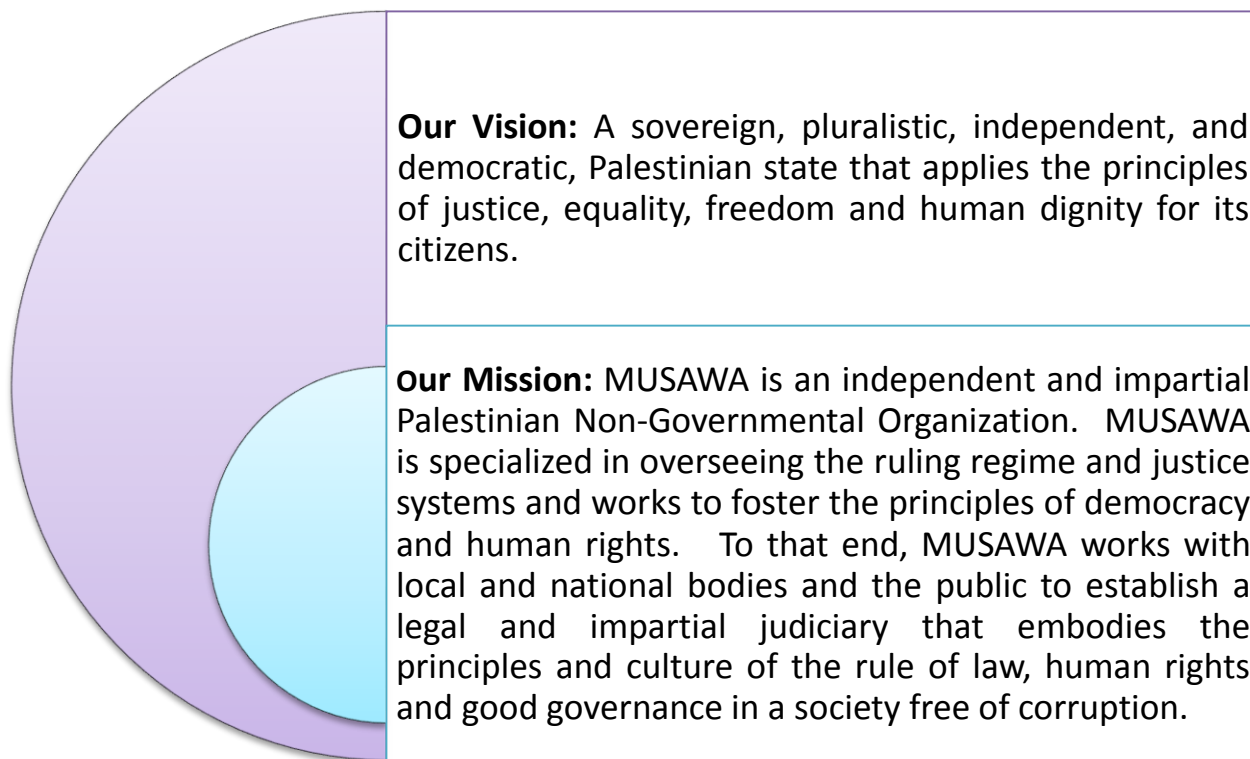 Our Vision: A sovereign, pluralistic, independent, and
democratic, Palestinian state that applies the principles
of justice, equality, freedom and human dignity for its
citizens.
Our Mission: MUSAWA is an independent and impartial
Palestinian Non-Governmental Organization. MUSAWA
is specialized in overseeing the ruling regime and justice
systems and works to foster the principles of democracy
and human rights. To that end, MUSAWA works with
local and national bodies and the public to establish a
legal and impartial judiciary that embodies the
principles and culture of the rule of law, human rights
and good governance in a society free of corruption.